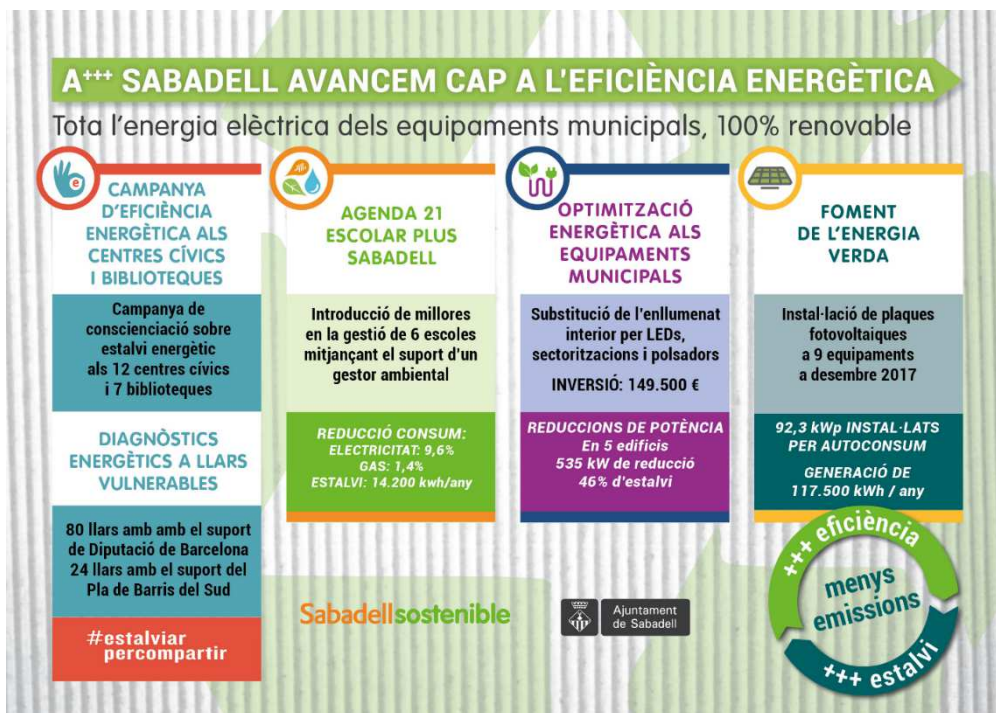 A+++ SABADELL AVANCEM CAP A L'EFICIÈNCIA ENERGÈTICA
Tota l'energia elèctrica dels equipaments municipals, 100% renovable
e
CAMPANYA
D'EFICIÈNCIA
ENERGÈTICA ALS
CENTRES CÍVICS
I BIBLIOTEQUES
Campanya de
conscienciació sobre
estalvi energètic
als 12 centres cívics
i 7 biblioteques
DIAGNÒSTICS
ENERGÈTICS A LLARS
VULNERABLES
80 llars amb amb el suport
de Diputació de Barcelona
24 llars amb el suport del
Pla de Barris del Sud
#estalviar
percompartir
AGENDA 21
ESCOLAR PLUS
SABADELL
Introducció de millores
en la gestió de 6 escoles
mitjançant el suport d'un
gestor ambiental
REDUCCIÓ CONSUM:
ELECTRICITAT: 9,6%
GAS: 1,4%
ESTALVI: 14.200 kwh/any
OPTIMITZACIÓ
ENERGÈTICA ALS
EQUIPAMENTS
MUNICIPALS
Substitució de l'enllumenat
interior per LEDs,
sectoritzacions i polsadors
INVERSIÓ: 149.500 €
REDUCCIONS DE POTÈNCIA
En 5 edificis
535 kW de reducció
46% d'estalvi
FOMENT
DE L'ENERGIA
VERDA
Instal·lació de plaques
fotovoltaiques
a 9 equipaments
a desembre 2017
92,3 kWp INSTAL·LATS
PER AUTOCONSUM
GENERACIÓ DE
117.500 kWh / any
Sabadellsostenible
Ajuntament
de Sabadell
+++ eficiència
menys
emissions
+++ estalvi